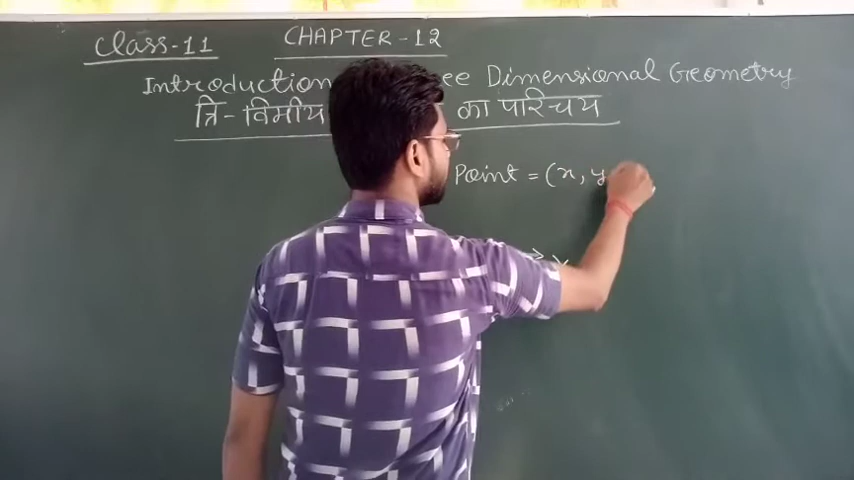 Class-11 CHAPTER-12
Introduction ee Dimensional Geometry
त्रि-विमीय का परिचय
Point = (x, y